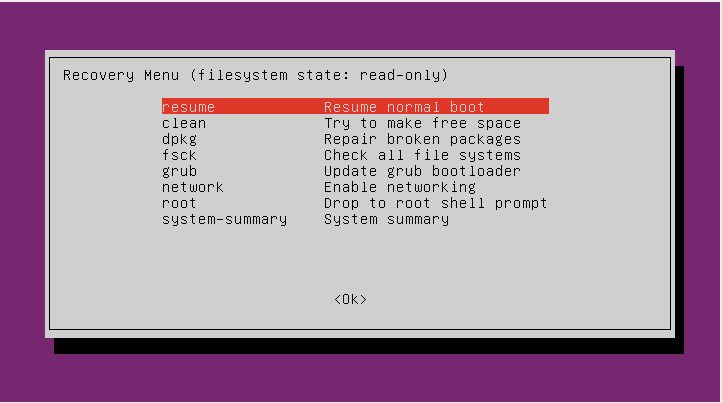 Recovery Menu (filesystem state: read-only)
resume Resume normal boot
clean Try to make free space
dpkg Repair broken packages
fsck Check all file systems
grub Update grub bootloader
network Enable networking
root Drop to root shell prompt
system-summary System summary
<Ok>